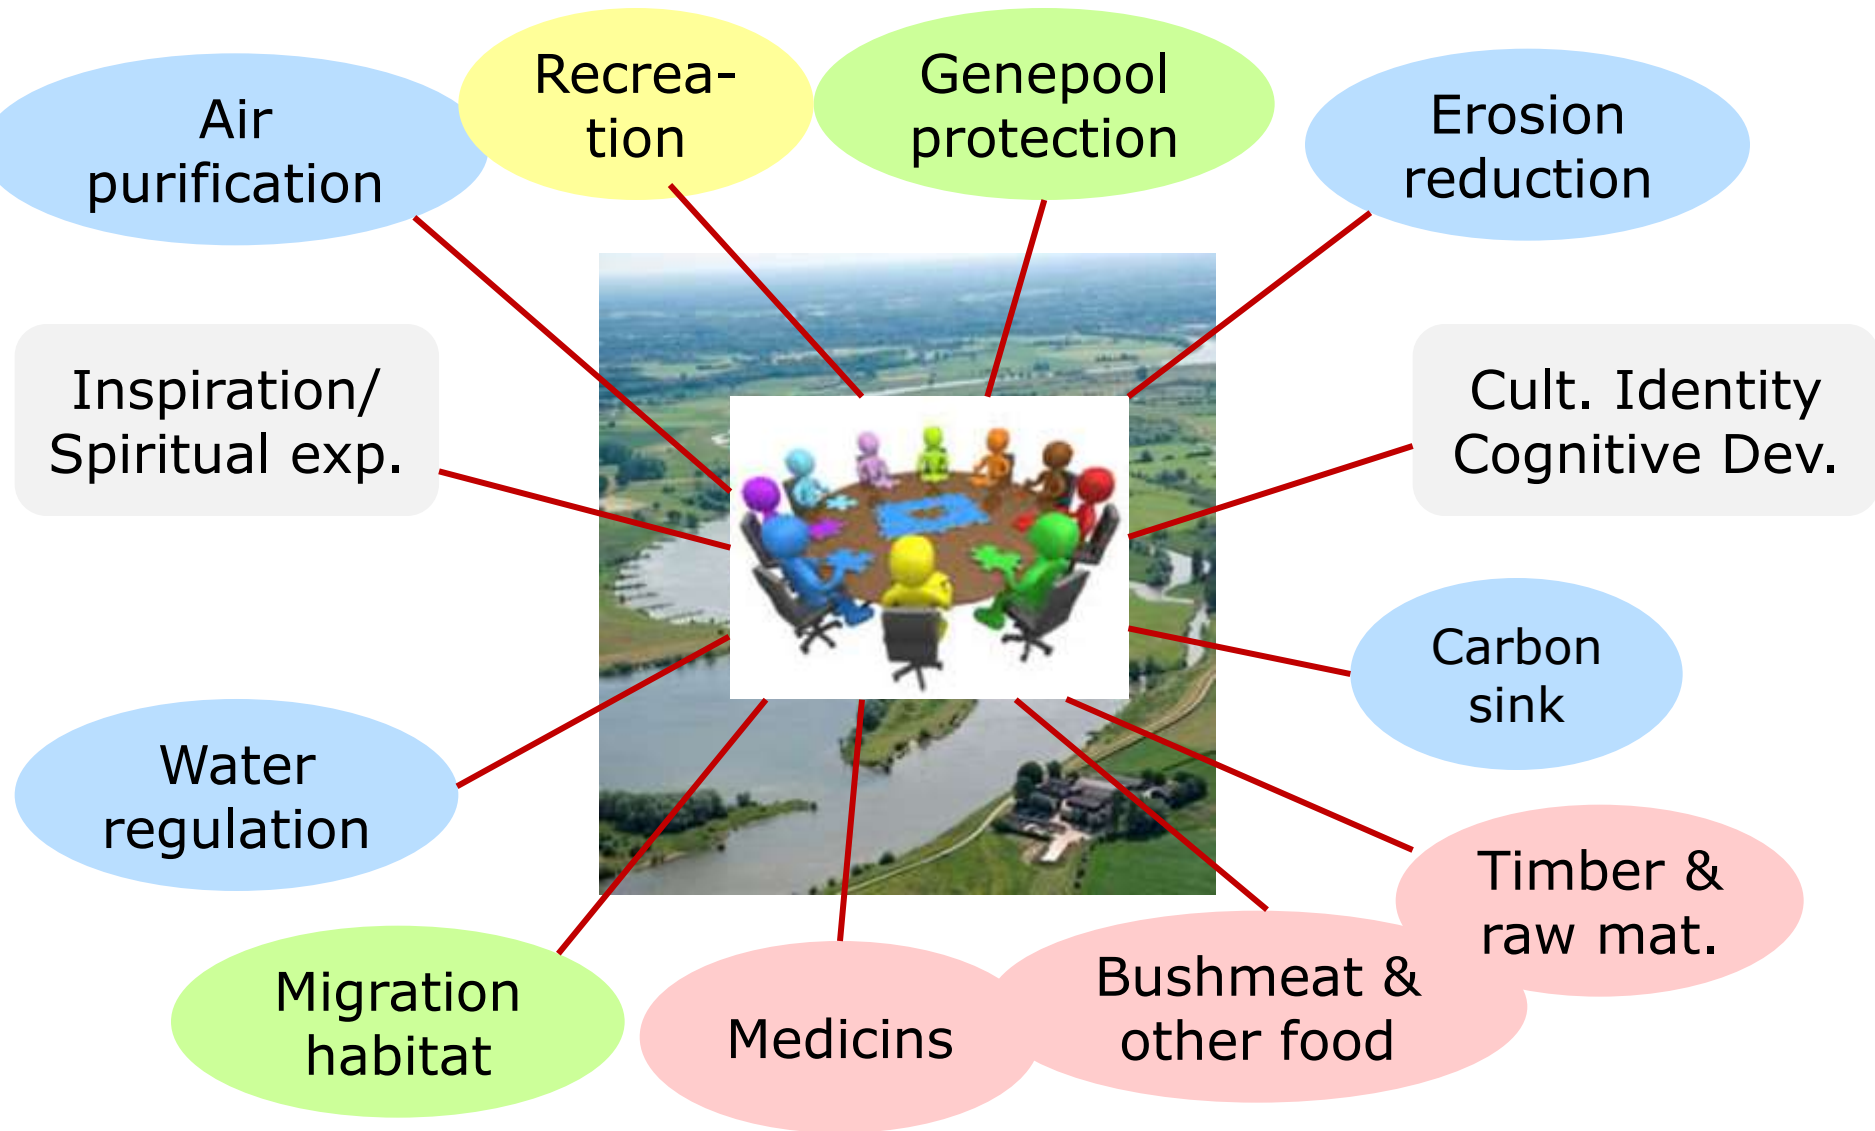 Air
purification
Recrea-
tion
Genepool
protection
Erosion
reduction
Inspiration/
Spiritual exp.
Cult. Identity
Cognitive Dev.
Water
regulation
Carbon
sink
Migration
habitat
Medicins
Bushmeat &
other food
Timber &
raw mat.